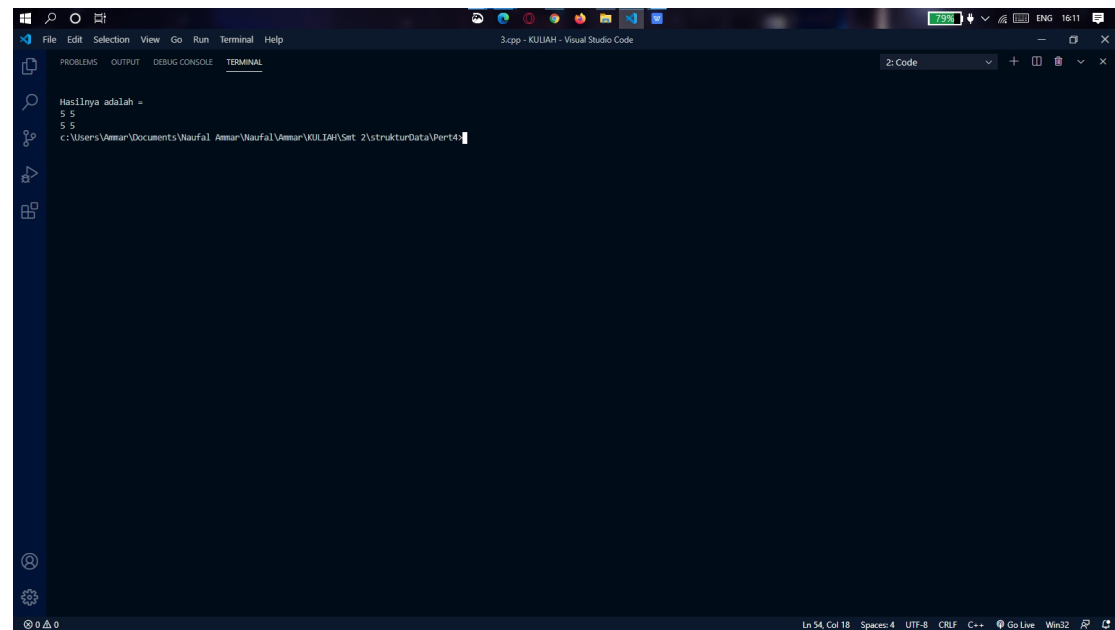 79% ENG 16:11
File Edit Selection View Go Run Terminal Help 3.cpp - KULIAH - Visual Studio Code
PROBLEMS OUTPUT DEBUG CONSOLE TERMINAL 2: Code
Hasilnya adalah =
5 5
5 5
c:\Users\Ammar\Documents\Naufal Ammar\Naufal\Ammar\KULIAH\Smt 2\strukturData\Pert4>
0 0 Ln 54, Col 18 Spaces: 4 UTF-8 CRLF C++ Go Live Win32